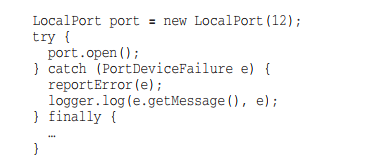 LocalPort port = new LocalPort(12);
try {
  port.open();
} catch (PortDeviceFailure e) {
  reportError(e);
  logger.log(e.getMessage(), e);
} finally {
  …
}